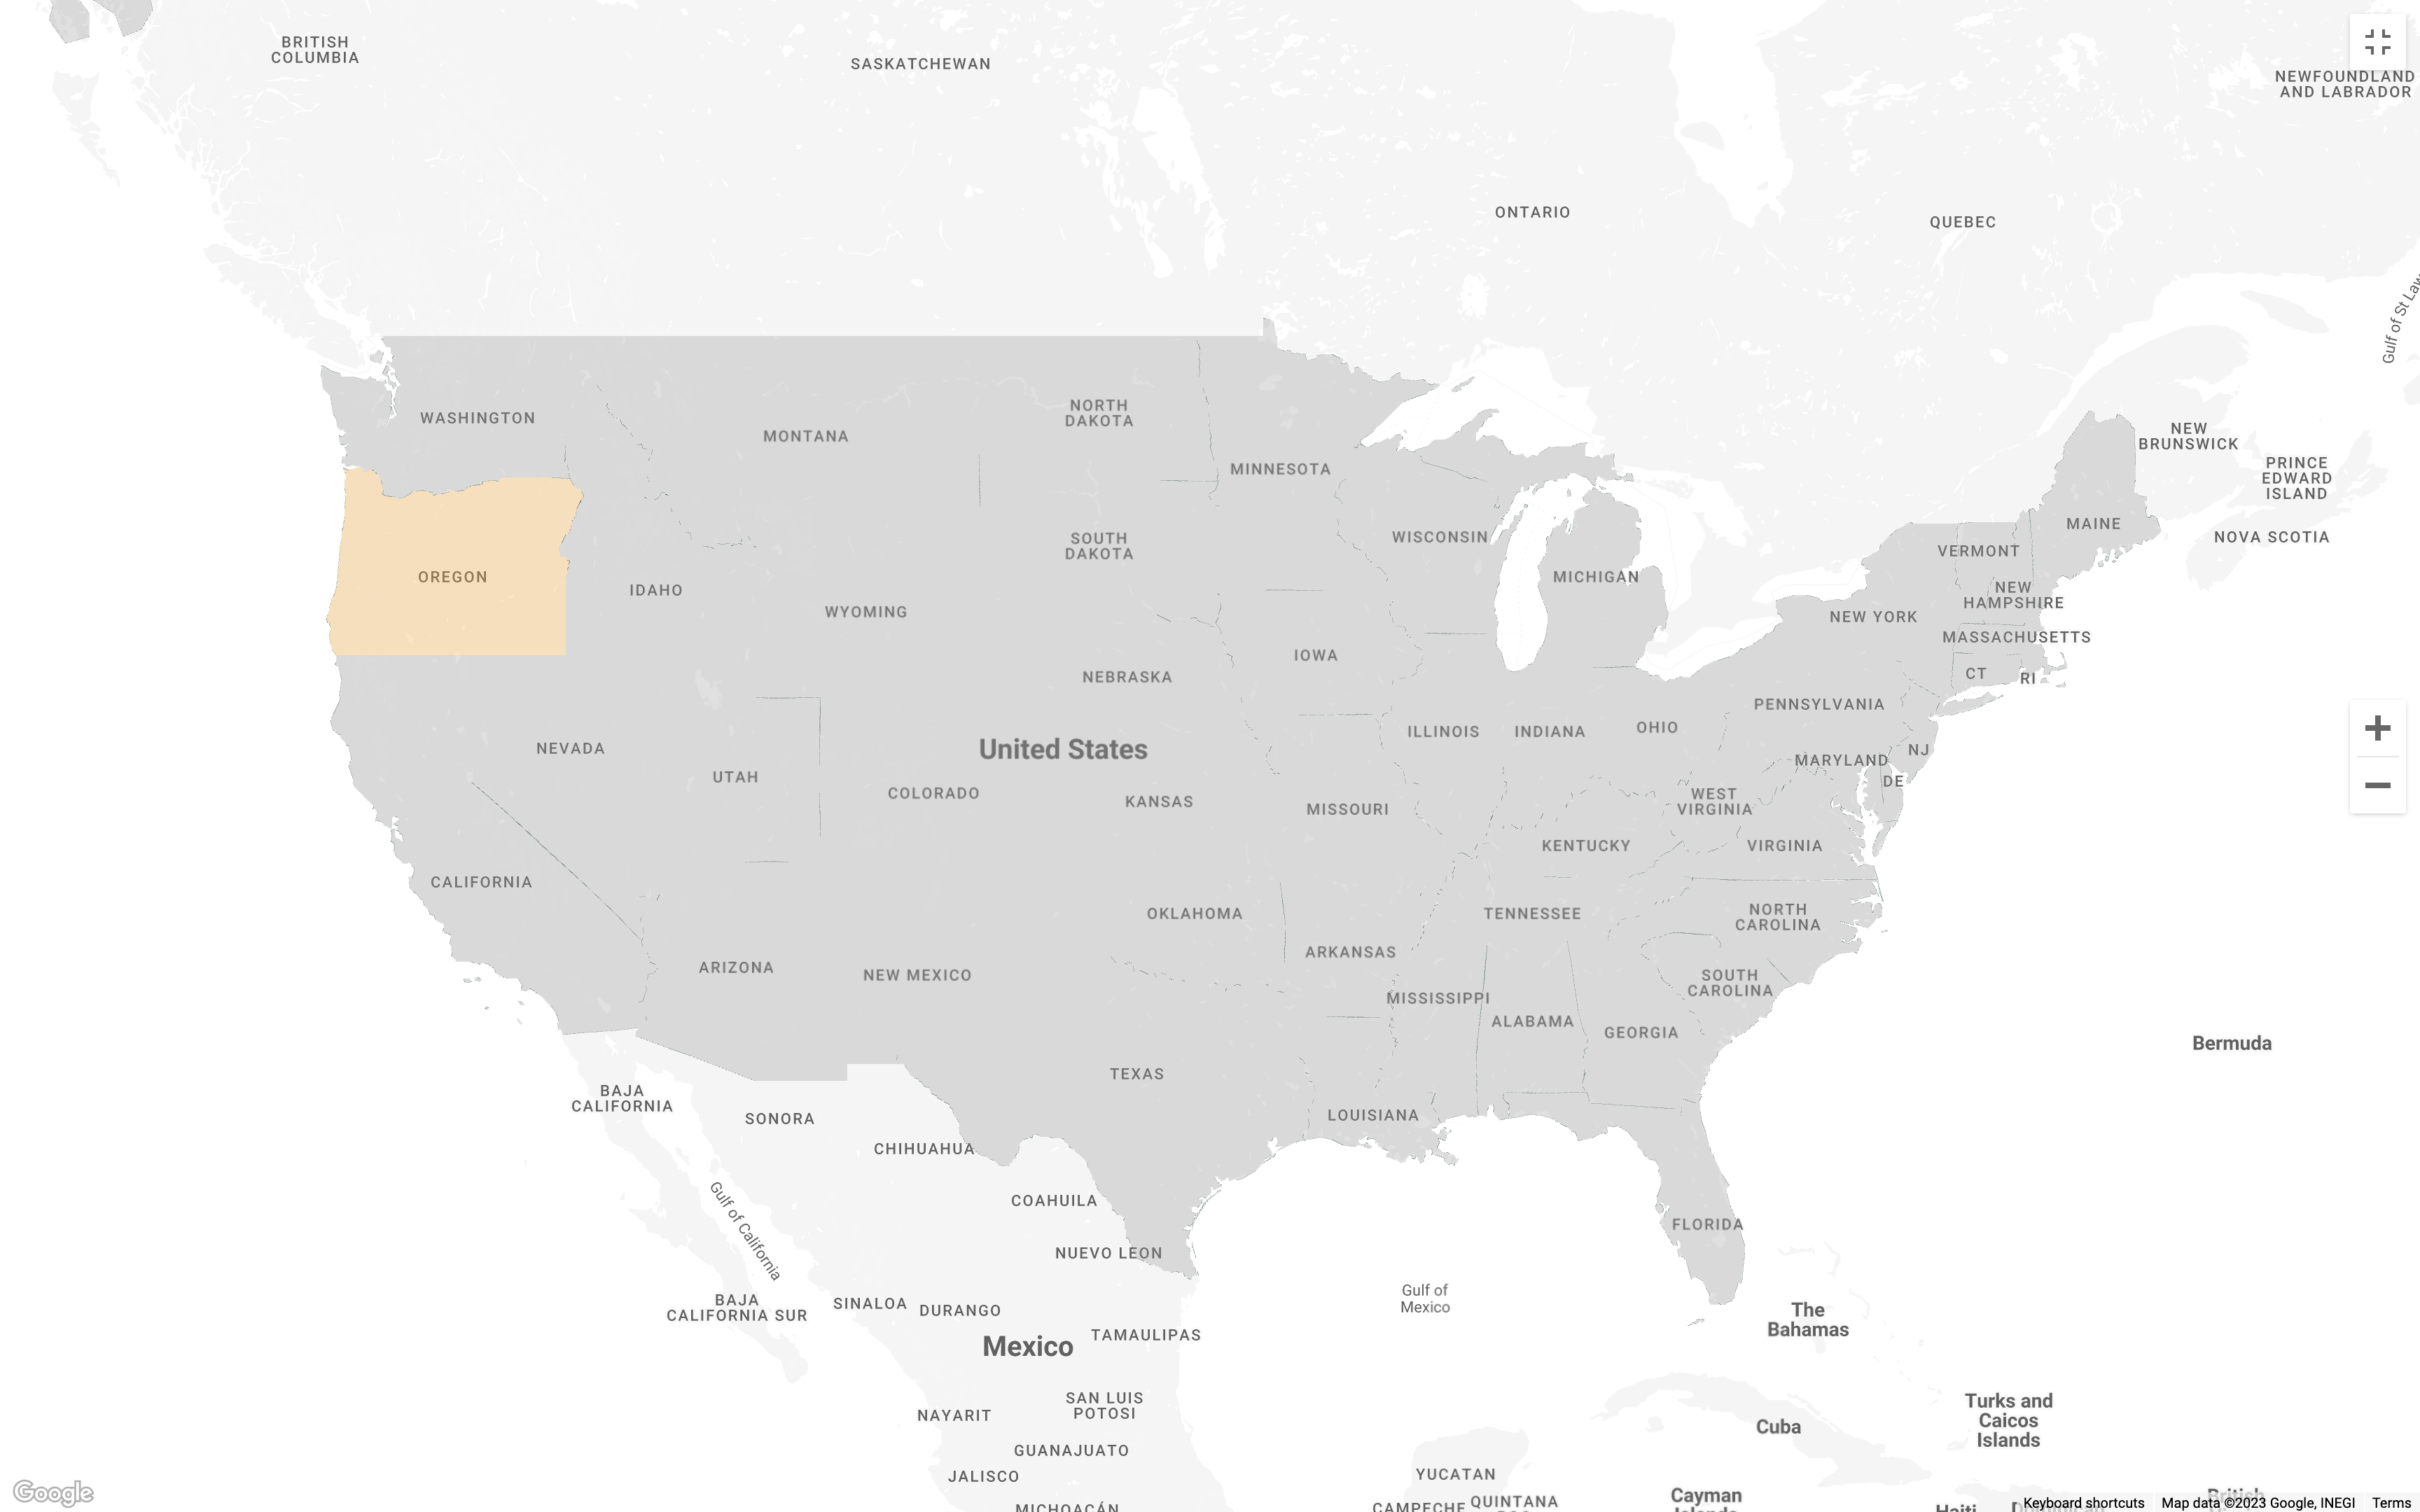 BRITISH
COLUMBIA
SASKATCHEWAN
NEWFOUNDLAND
AND LABRADOR
ONTARIO
QUEBEC
Gulf of St Law
WASHINGTON
MONTANA
NORTH
DAKOTA
MINNESOTA
NEW
BRUNSWICK
PRINCE
EDWARD
ISLAND
NOVA SCOTIA
MAINE
VERMONT
NEW
HAMPSHIRE
MASSACHUSETTS
CT
RI
NEW YORK
WISCONSIN
MICHIGAN
SOUTH
DAKOTA
OREGON
IDAHO
WYOMING
IOWA
NEBRASKA
PENNSYLVANIA
ILLINOIS
INDIANA
OHIO
NEVADA
UTAH
United States
COLORADO
KANSAS
MISSOURI
MARYLAND
NJ
DE
WEST
VIRGINIA
KENTUCKY
VIRGINIA
CALIFORNIA
OKLAHOMA
TENNESSEE
NORTH
CAROLINA
ARKANSAS
ARIZONA
NEW MEXICO
SOUTH
CAROLINA
MISSISSIPPI
ALABAMA
GEORGIA
Bermuda
TEXAS
BAJA
CALIFORNIA
SONORA
LOUISIANA
CHIHUAHUA
COAHUILA
Gulf of California
FLORIDA
NUEVO LEON
Gulf of
Mexico
BAJA
CALIFORNIA SUR
SINALOA
DURANGO
TAMAULIPAS
Mexico
The
Bahamas
SAN LUIS
POTOSI
NAYARIT
Turks and
Caicos
Islands
Cuba
GUANAJUATO
JALISCO
YUCATAN
MICHOACÁN
CAMPECHE
QUINTANA
Cayman
Islands
Haiti
British
Google
Keyboard shortcuts
Map data ©2023 Google, INEGI
Terms